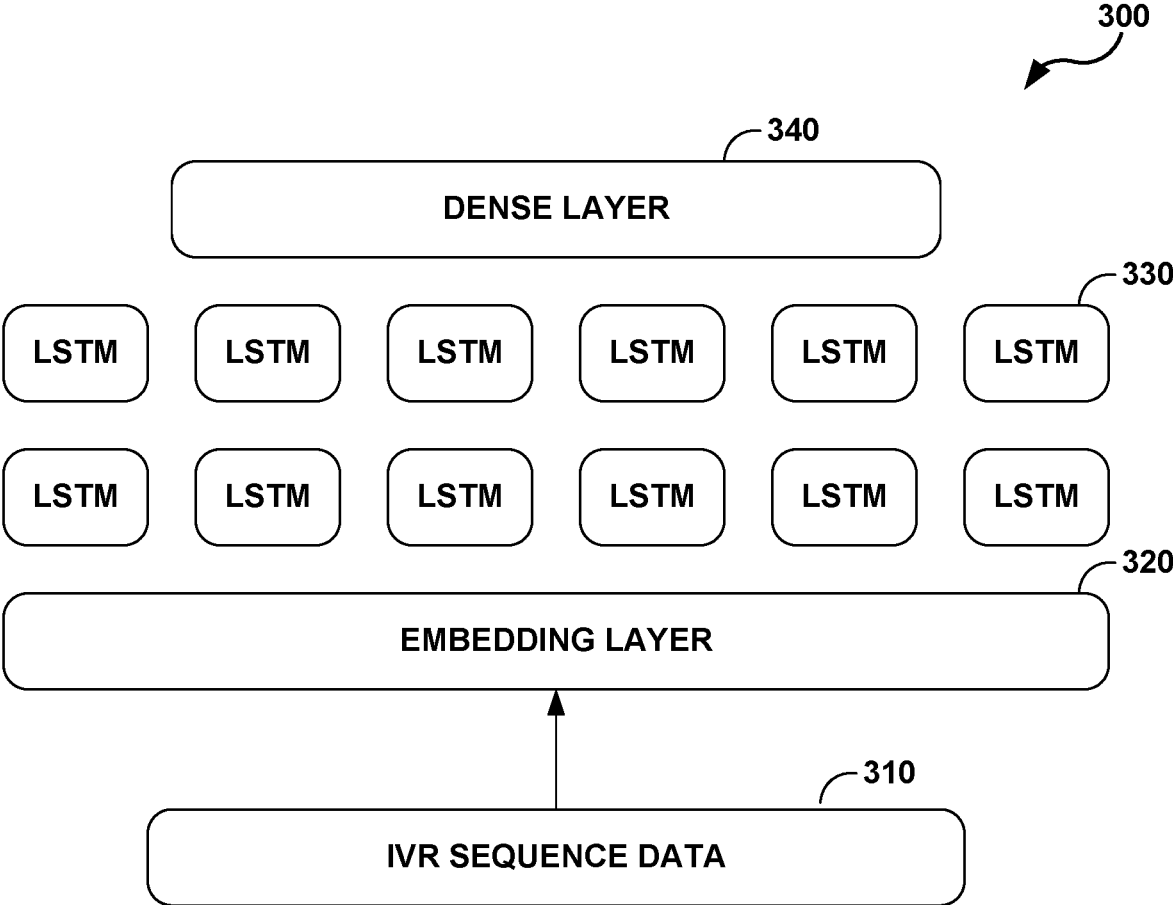 300
340
DENSE LAYER
330
LSTM LSTM LSTM LSTM LSTM LSTM
LSTM LSTM LSTM LSTM LSTM LSTM
320
EMBEDDING LAYER
310
IVR SEQUENCE DATA